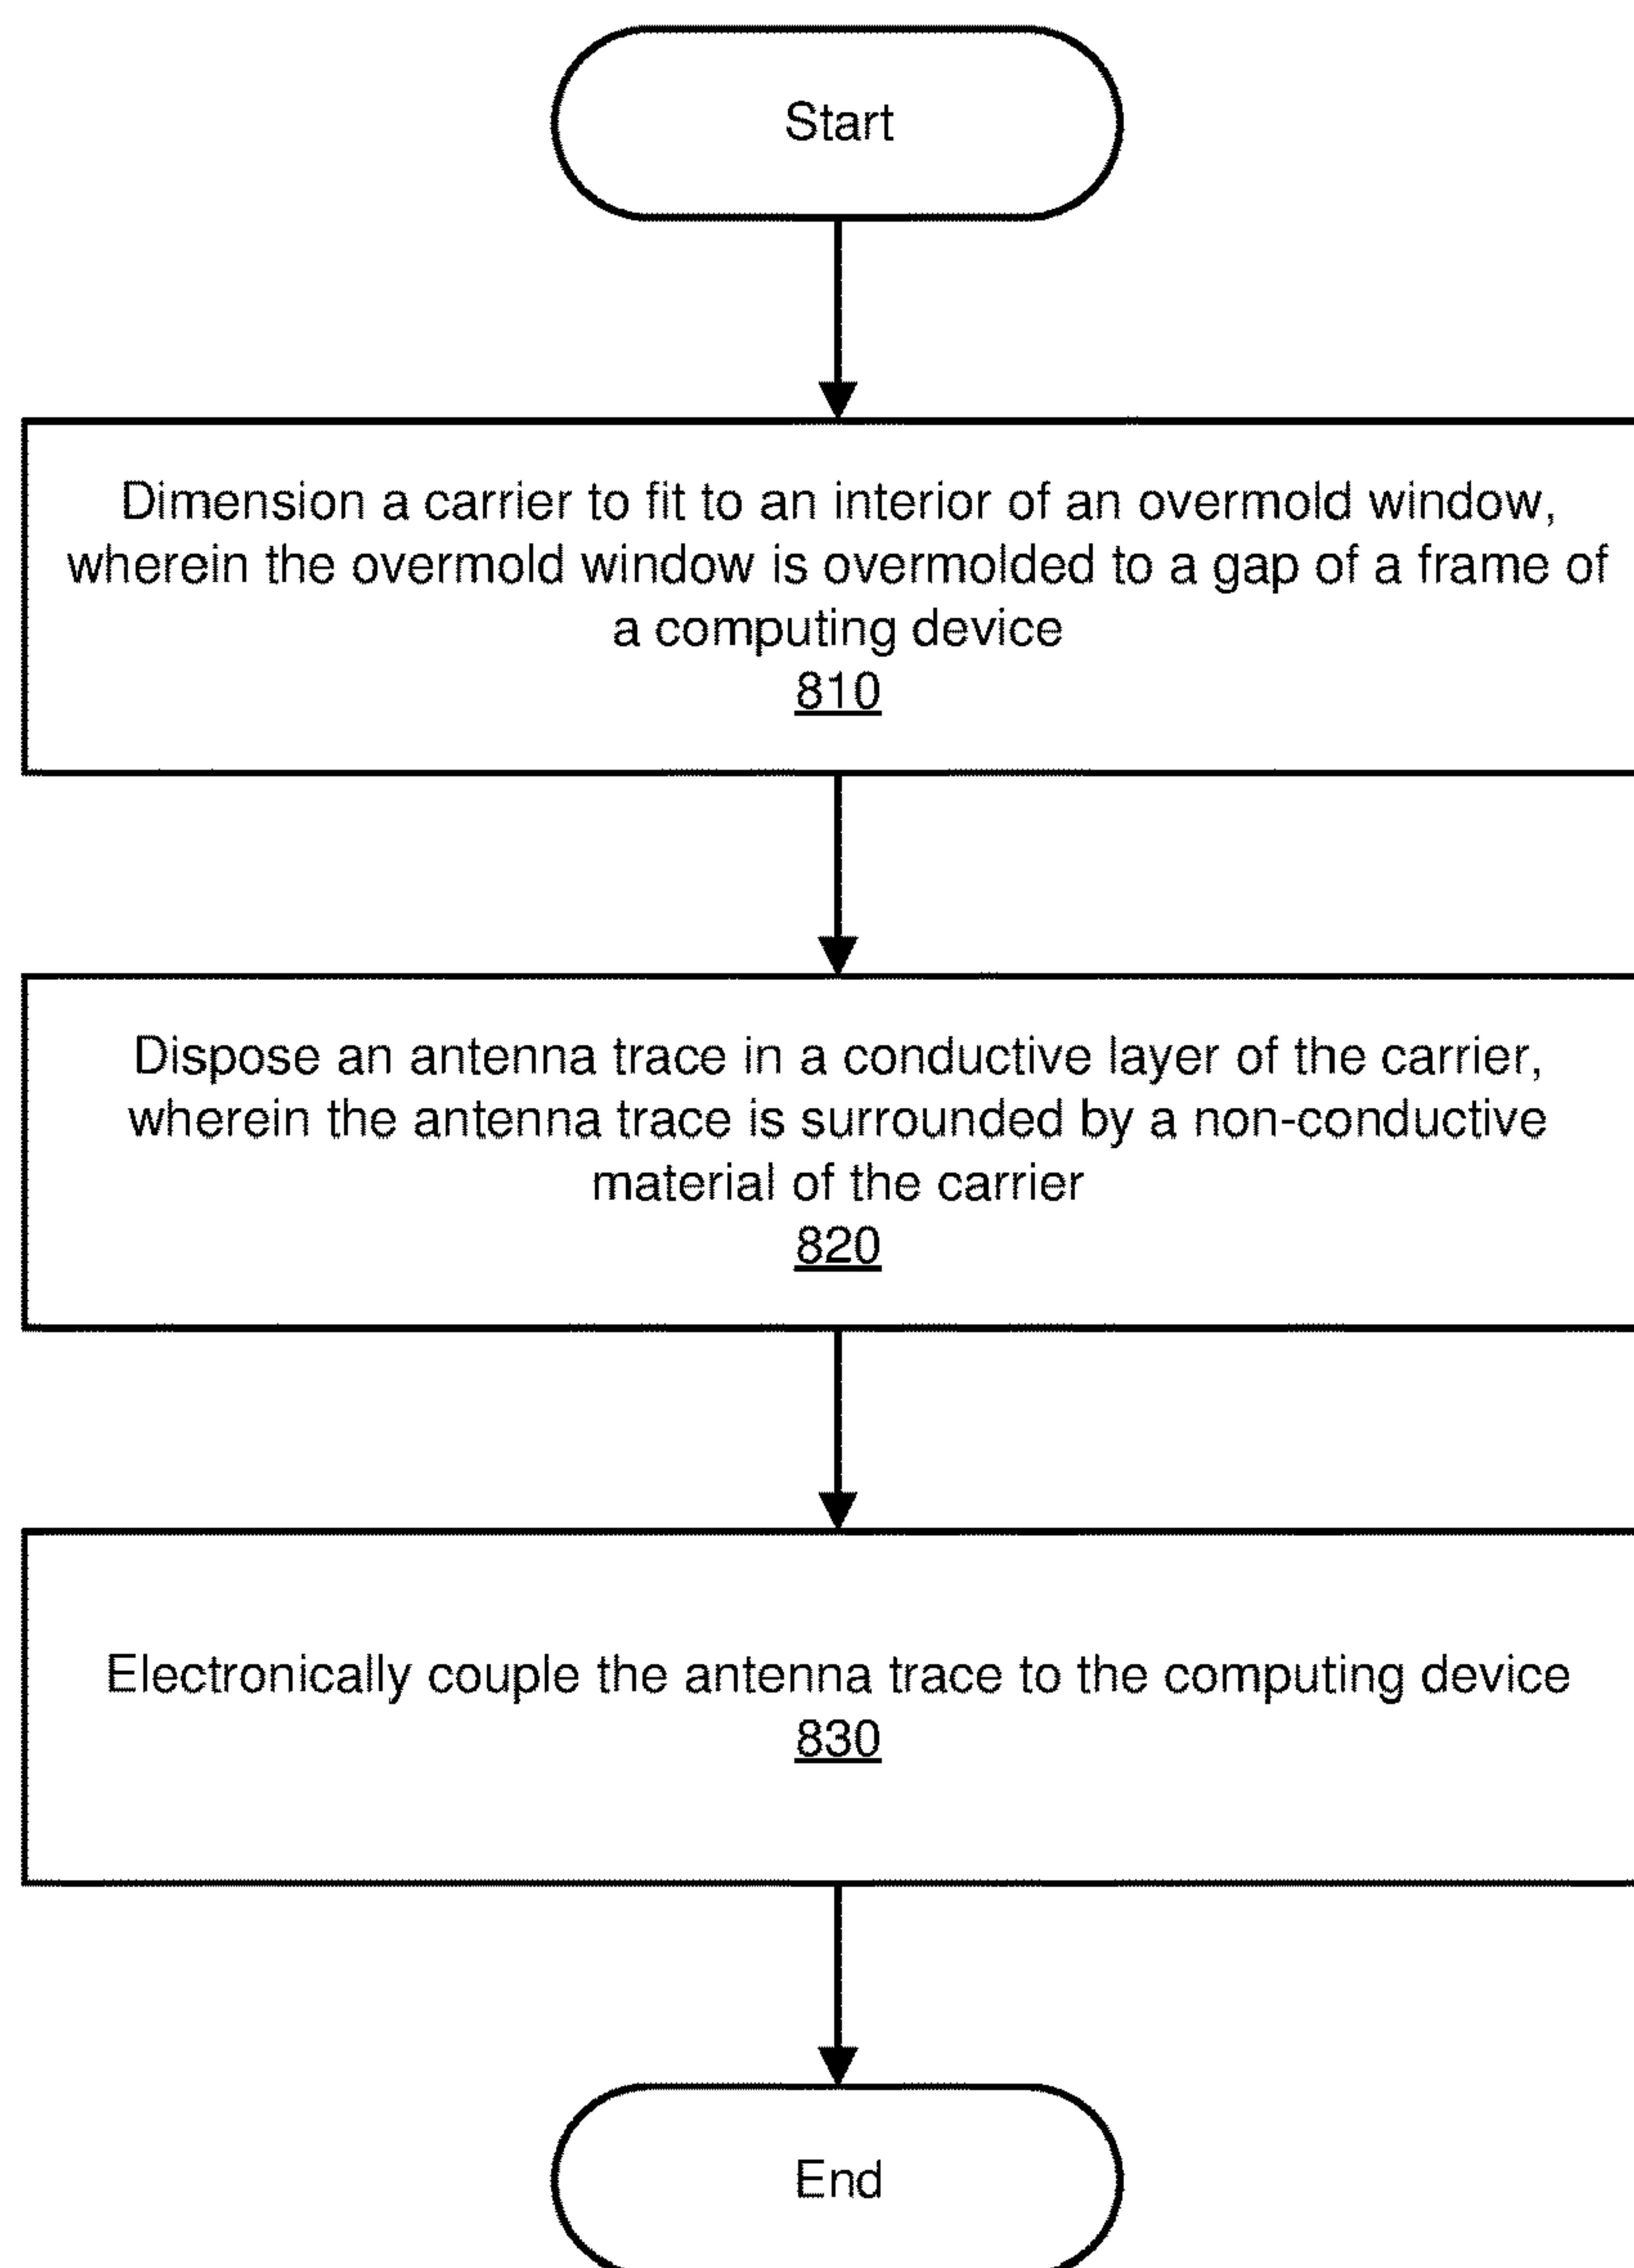 Start
Dimension a carrier to fit to an interior of an overmold window,
wherein the overmold window is overmolded to a gap of a frame of
a computing device
810
Dispose an antenna trace in a conductive layer of the carrier,
wherein the antenna trace is surrounded by a non-conductive
material of the carrier
820
Electronically couple the antenna trace to the computing device
830
End